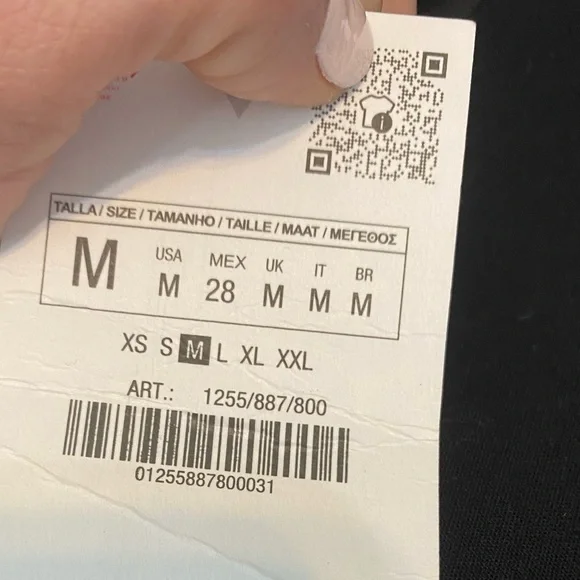 TALLA / SIZE / TAMANHO / TAILLE / MAAT / ΜΕΓΕΘΟΣ
M USA M MEX 28 UK M IT M BR M
XS S M L XL XXL
ART.: 1255/887/800
01255887800031